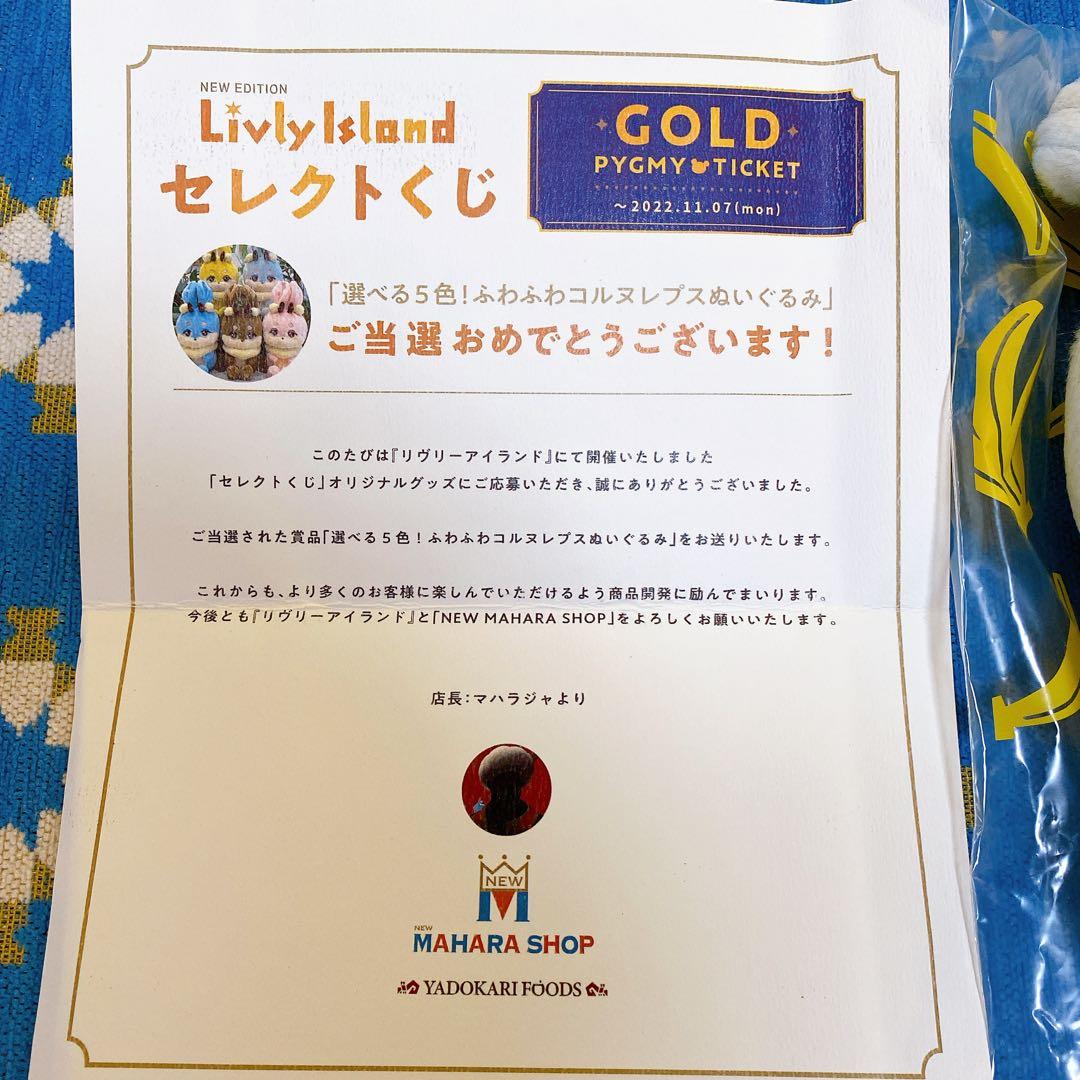 NEW EDITION
Livly Island
セレクトくじ
GOLD
PYGMY TICKET
～2022.11.07(mon)
「選べる5色！ふわふわコルヌレプスぬいぐるみ」
ご当選おめでとうございます！
このたびは『リヴリーアイランド』にて開催いたしました
「セレクトくじ」オリジナルグッズにご応募いただき、誠にありがとうございました。
ご当選された賞品「選べる5色！ふわふわコルヌレプスぬいぐるみ」をお送りいたします。
これからも、より多くのお客様に楽しんでいただけるよう商品開発に励んでまいります。
今後とも『リヴリーアイランド』と「NEW MAHARA SHOP」をよろしくお願いいたします。
店長：マハラジャより
NEW
M
NEW
MAHARA SHOP
YADOKARI FOODS